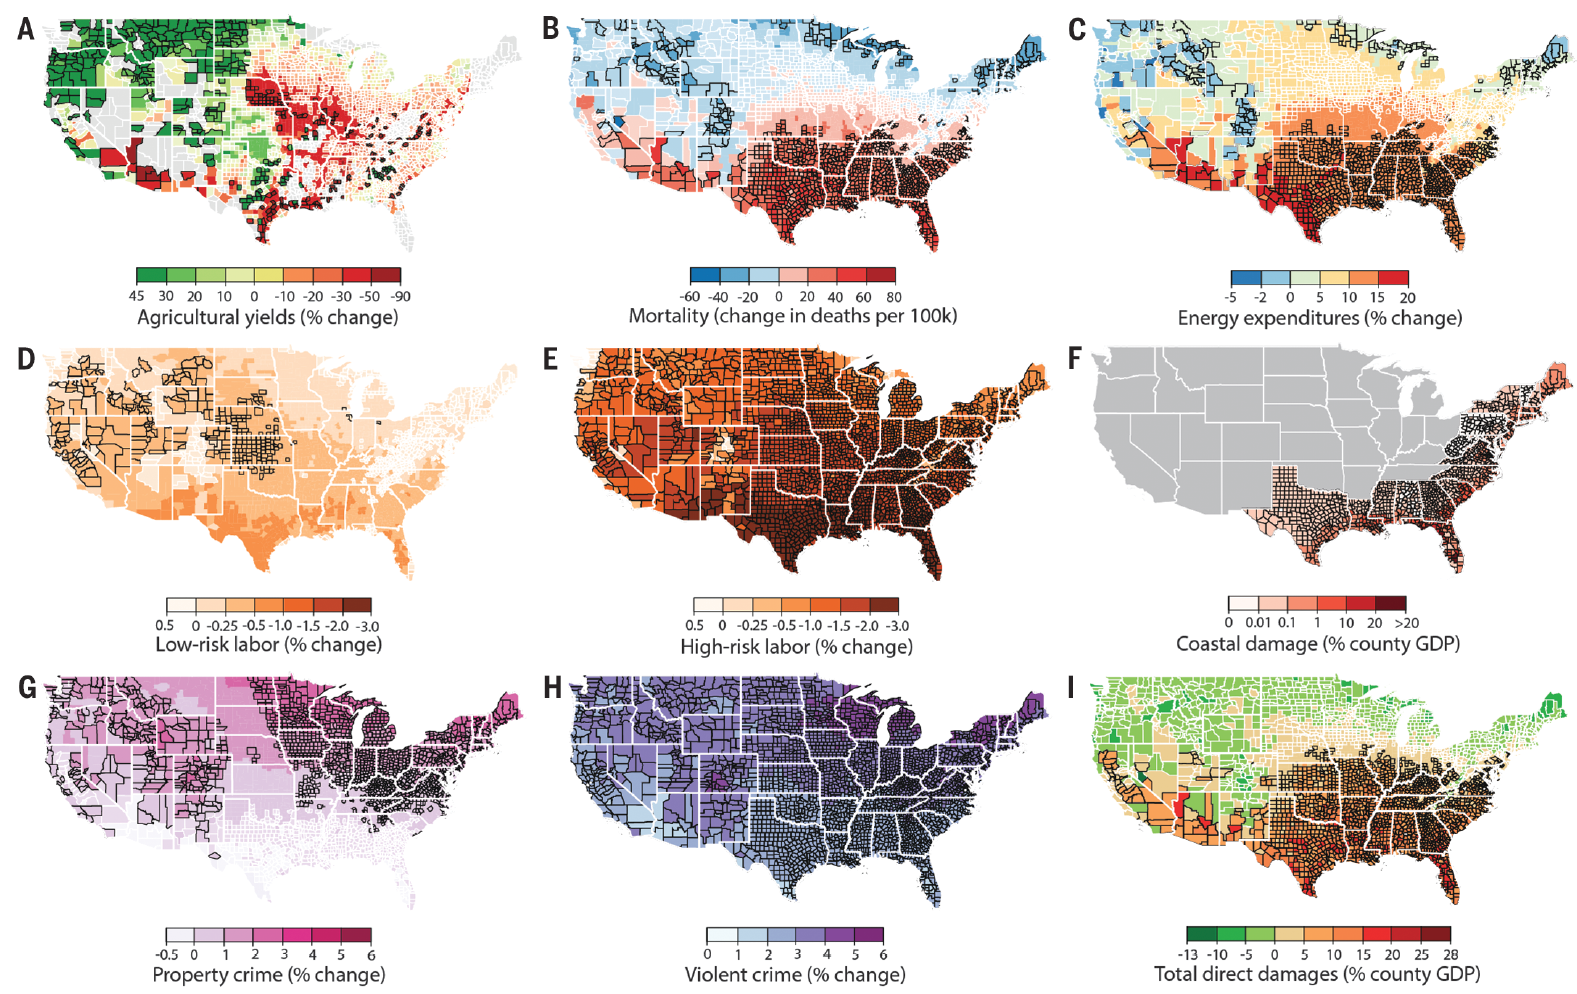 A
B
C
45 30 20 10 0 -10 -20 -30 -50 -90
Agricultural yields (% change)
-60 -40 -20 0 20 40 60 80
Mortality (change in deaths per 100k)
-5 -2 0 5 10 15 20
Energy expenditures (% change)
D
E
F
0.5 0 -0.25 -0.5 -1.0 -1.5 -2.0 -3.0
Low-risk labor (% change)
0.5 0 -0.25 -0.5 -1.0 -1.5 -2.0 -3.0
High-risk labor (% change)
0 0.01 0.1 1 10 20 >20
Coastal damage (% county GDP)
G
H
I
-0.5 0 1 2 3 4 5 6
Property crime (% change)
0 1 2 3 4 5 6
Violent crime (% change)
-13 -10 -5 0 5 10 15 20 25 28
Total direct damages (% county GDP)